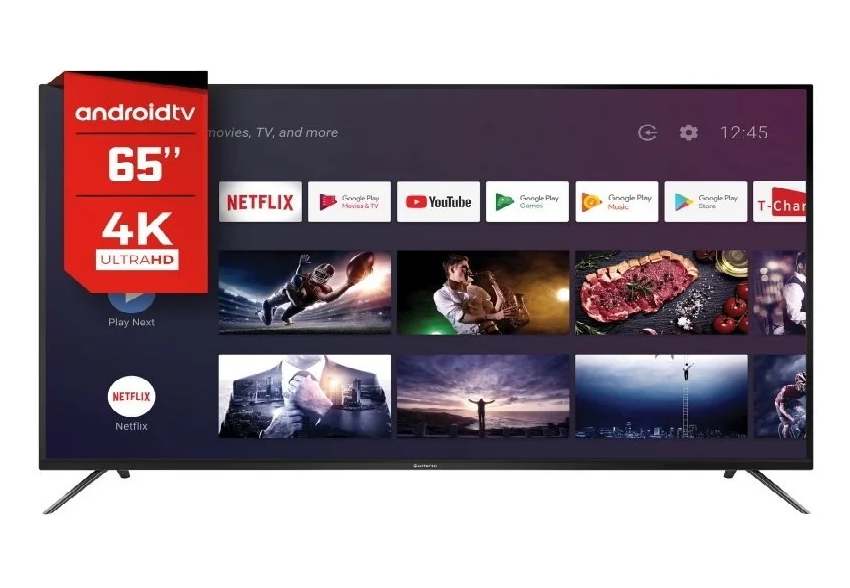 androidtv
65”
4K
ULTRAHD
movies, TV, and more
12:45
NETFLIX
Google Play
Movies & TV
YouTube
Google Play
Games
Google Play
Music
Google Play
Store
T-Char
Play Next
NETFLIX
Netflix